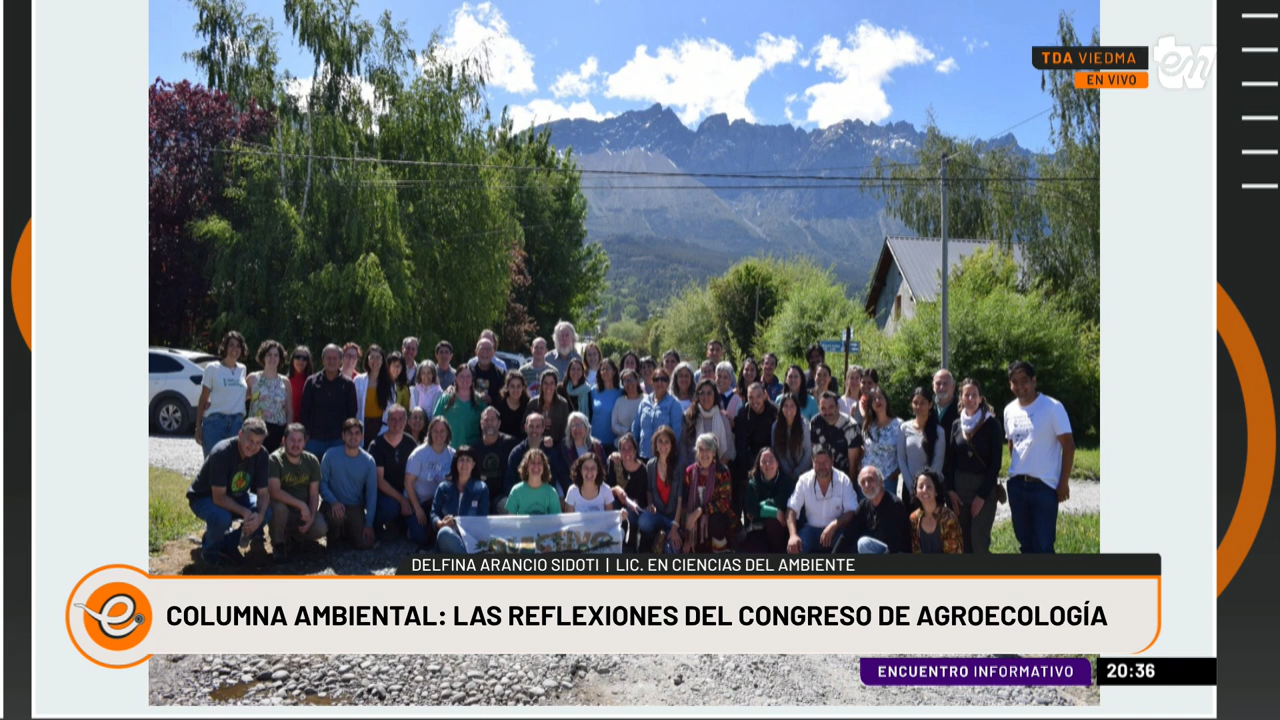 TDA VIEDMA
EN VIVO
ten
DELFINA ARANCIO SIDOTI | LIC. EN CIENCIAS DEL AMBIENTE
COLUMNA AMBIENTAL: LAS REFLEXIONES DEL CONGRESO DE AGROECOLOGÍA
ENCUENTRO INFORMATIVO
20:36